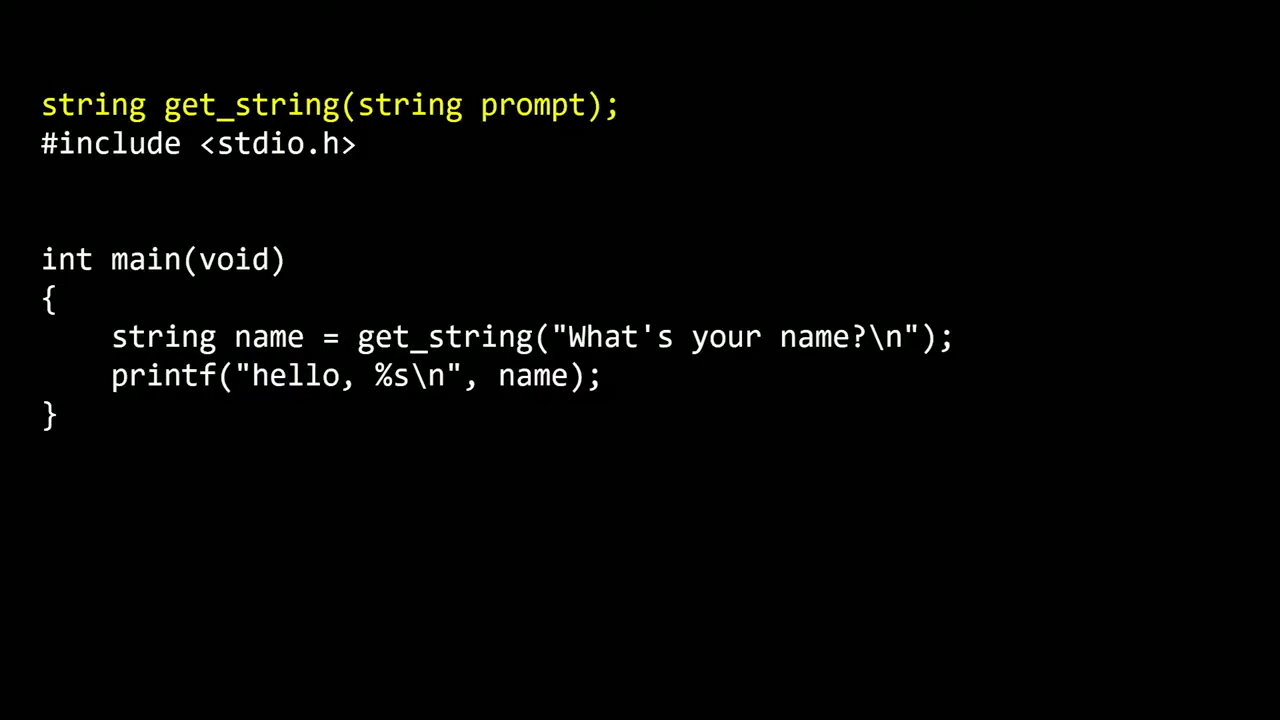 string get_string(string prompt);
#include <stdio.h>
int main(void)
{
    string name = get_string("What's your name?\n");
    printf("hello, %s\n", name);
}